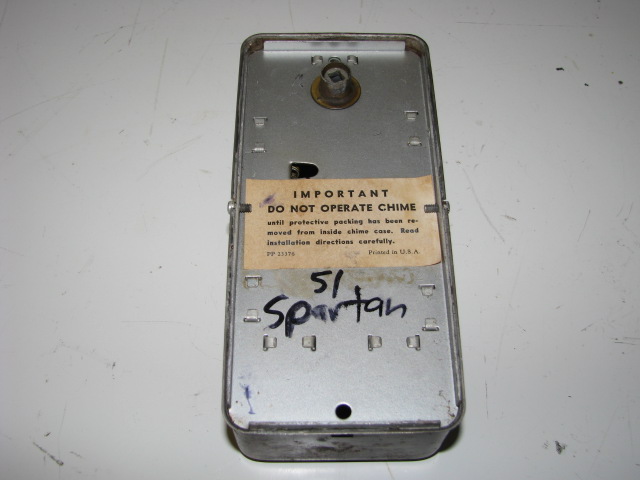 IMPORTANT
DO NOT OPERATE CHIME
until protective packing has been re-
moved from inside chime case. Read
installation directions carefully.
PP 23376 Printed in U.S.A.
51
Spartan